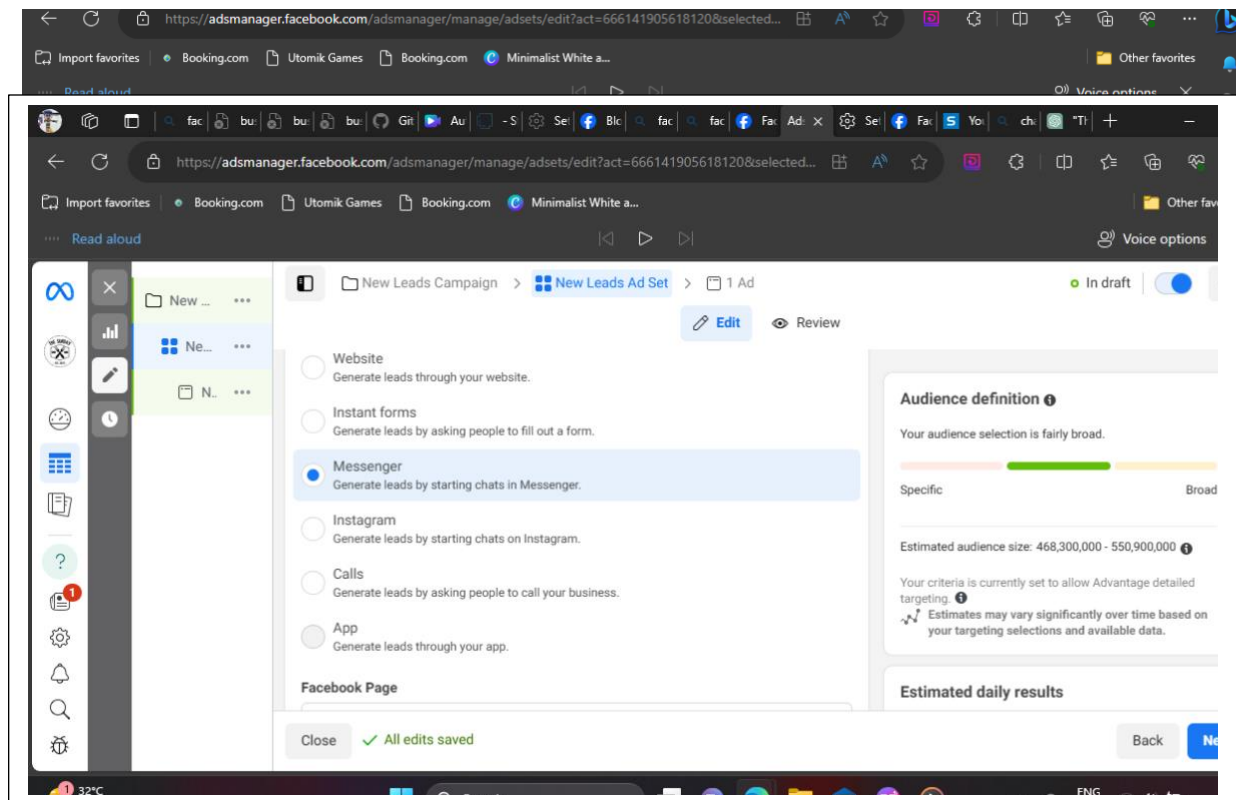 https://adsmanager.facebook.com/adsmanager/manage/adsets/edit?act=666141905618120&selected...
Import favorites Booking.com Utomik Games Booking.com Minimalist White a... Other favorites
Read aloud Voice options
fac bu: bu: bu: Git Au - S Set Blc fac fac Fac Ad: Set Fac Yo cha "Th
https://adsmanager.facebook.com/adsmanager/manage/adsets/edit?act=666141905618120&selected...
Import favorites Booking.com Utomik Games Booking.com Minimalist White a... Other fav
Read aloud Voice options
New Leads Campaign > New Leads Ad Set > 1 Ad In draft
New ...
Edit Review
Ne...
N..
Website
Generate leads through your website.
Instant forms
Generate leads by asking people to fill out a form.
Messenger
Generate leads by starting chats in Messenger.
Instagram
Generate leads by starting chats on Instagram.
Calls
Generate leads by asking people to call your business.
App
Generate leads through your app.
Facebook Page
Audience definition
Your audience selection is fairly broad.
Specific Broad
Estimated audience size: 468,300,000 - 550,900,000
Your criteria is currently set to allow Advantage detailed
targeting.
Estimates may vary significantly over time based on
your targeting selections and available data.
Estimated daily results
1
Close All edits saved Back Ne
1 32°C ENG